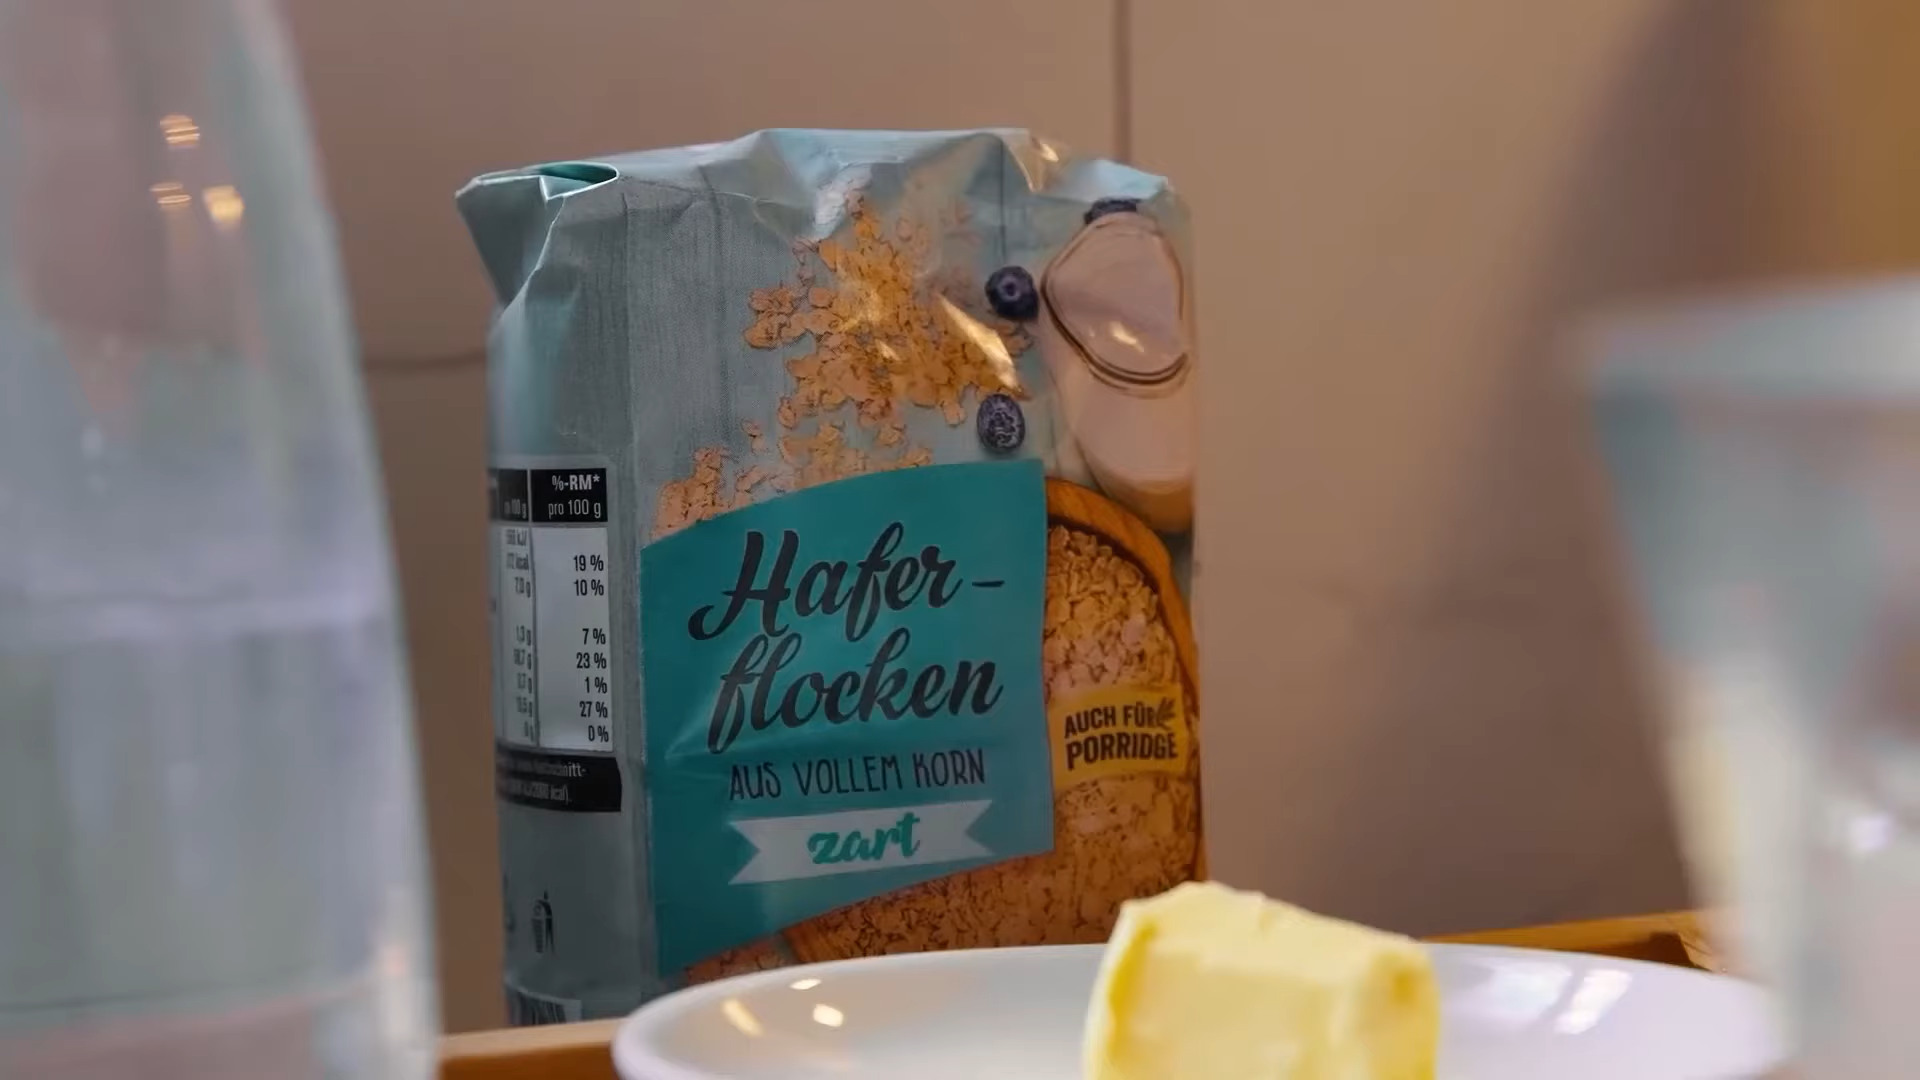 %-RM*
pro 100 g
19 %
10 %
7 %
23 %
1 %
27 %
0 %
Hafer-
flocken
AUS VOLLEM KORN
zart
AUCH FÜR
PORRIDGE